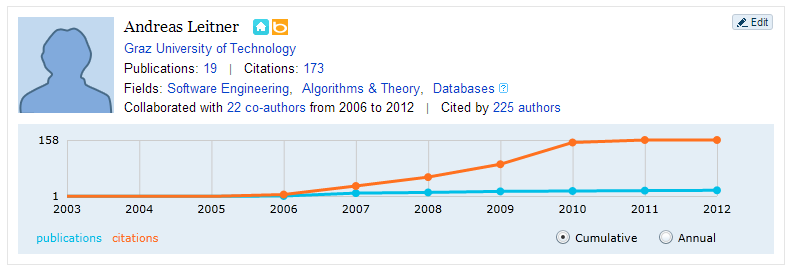 Andreas Leitner
Edit
Graz University of Technology
Publications: 19 | Citations: 173
Fields: Software Engineering, Algorithms & Theory, Databases ?
Collaborated with 22 co-authors from 2006 to 2012 | Cited by 225 authors
158
1
2003 2004 2005 2006 2007 2008 2009 2010 2011 2012
publications citations Cumulative Annual